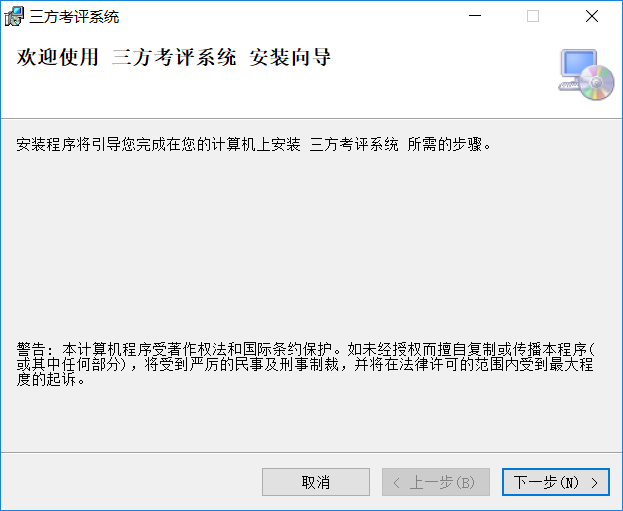 三方考评系统
欢迎使用 三方考评系统 安装向导
安装程序将引导您完成在您的计算机上安装 三方考评系统 所需的步骤。
警告: 本计算机程序受著作权法和国际条约保护。如未经授权而擅自复制或传播本程序(
或其中任何部分)，将受到严厉的民事及刑事制裁，并将在法律许可的范围内受到最大程
度的起诉。
取消 < 上一步(B) 下一步(N) >